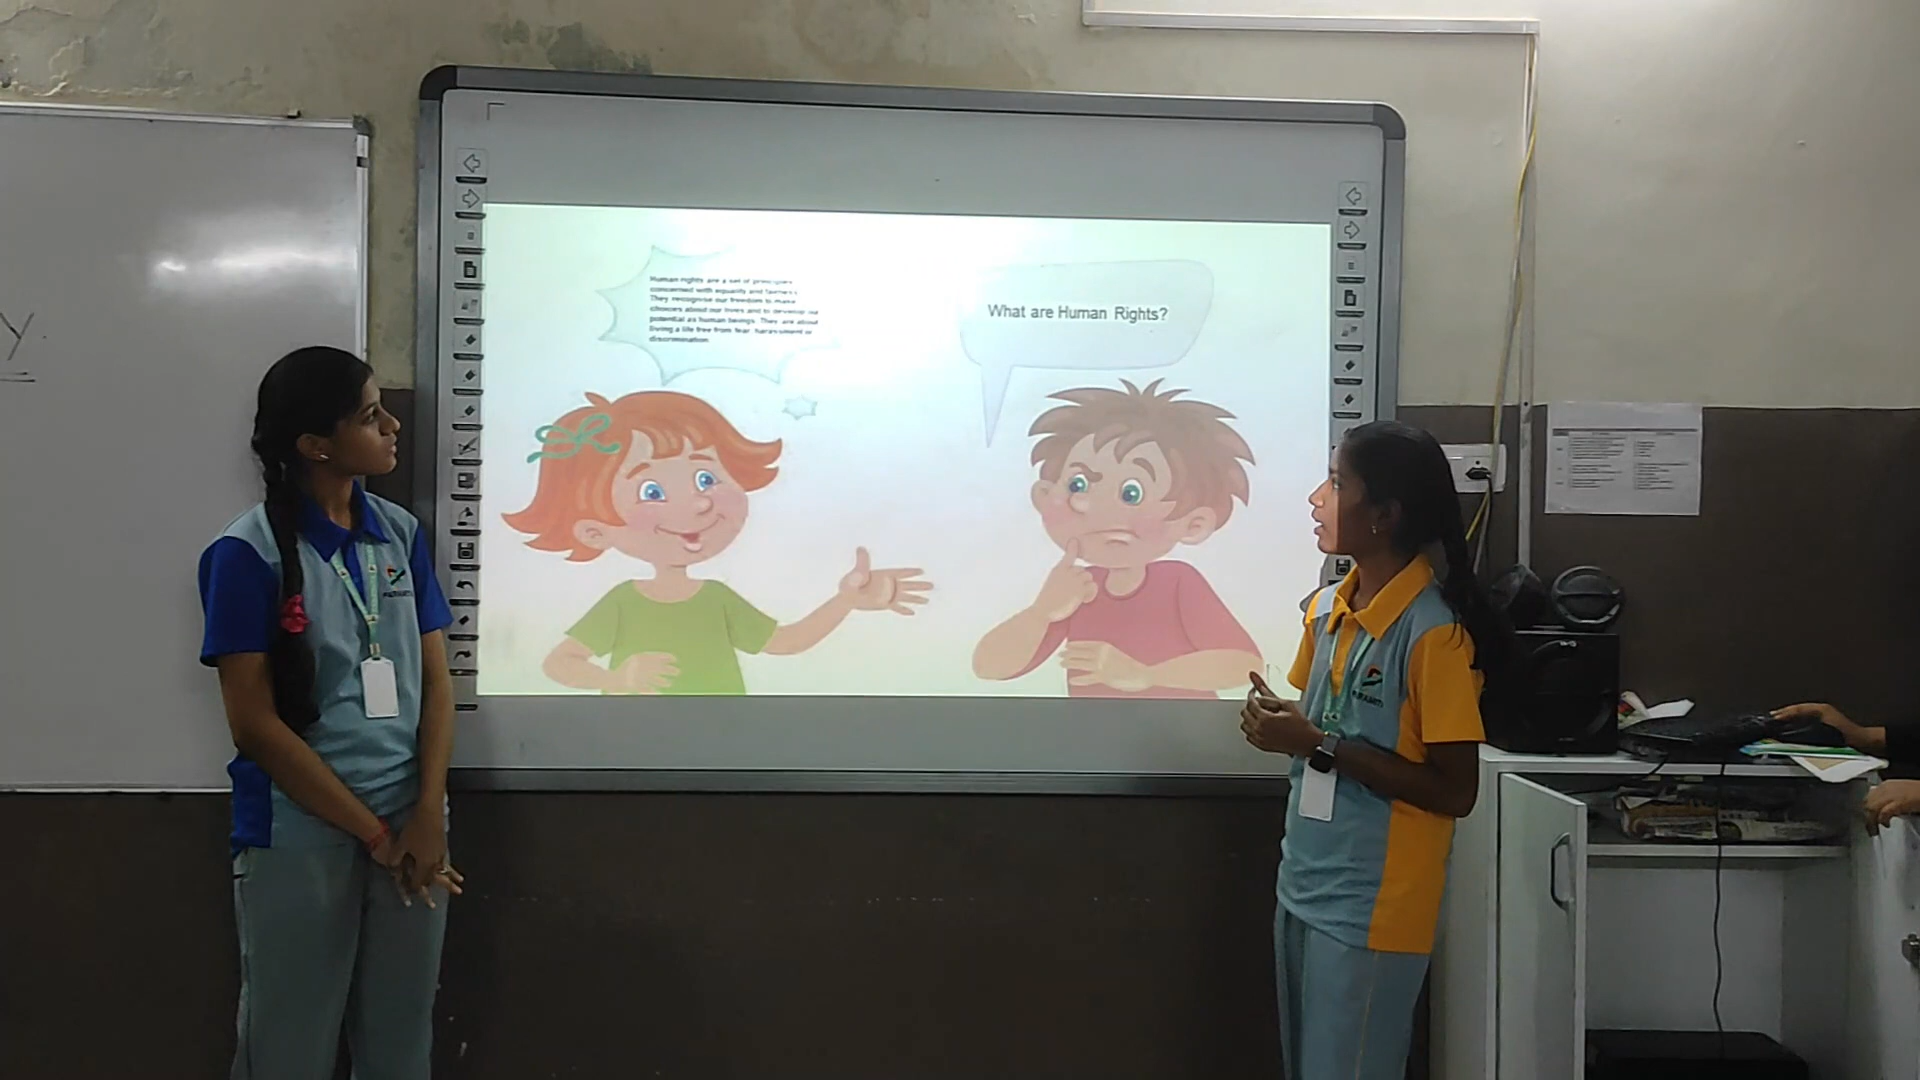 Human rights are a set of principles
concerned with equality and fairness.
They recognise our freedom to make
choices about our lives and to develop our
potential as human beings. They are about
living a life free from fear, harassment or
discrimination.
What are Human Rights?
Y